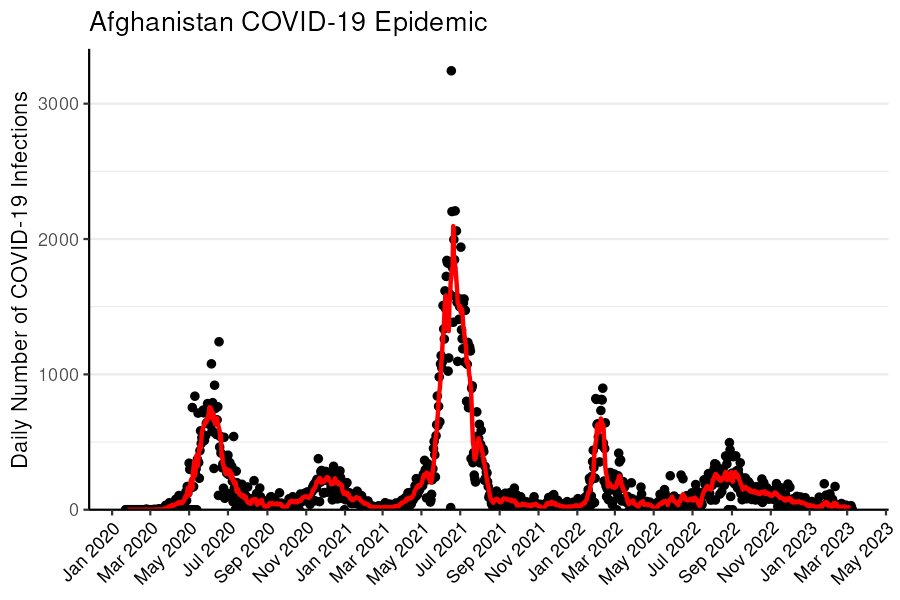 Afghanistan COVID-19 Epidemic
Daily Number of COVID-19 Infections
3000
2000
1000
0
Jan 2020
Mar 2020
May 2020
Jul 2020
Sep 2020
Nov 2020
Jan 2021
Mar 2021
May 2021
Jul 2021
Sep 2021
Nov 2021
Jan 2022
Mar 2022
May 2022
Jul 2022
Sep 2022
Nov 2022
Jan 2023
Mar 2023
May 2023